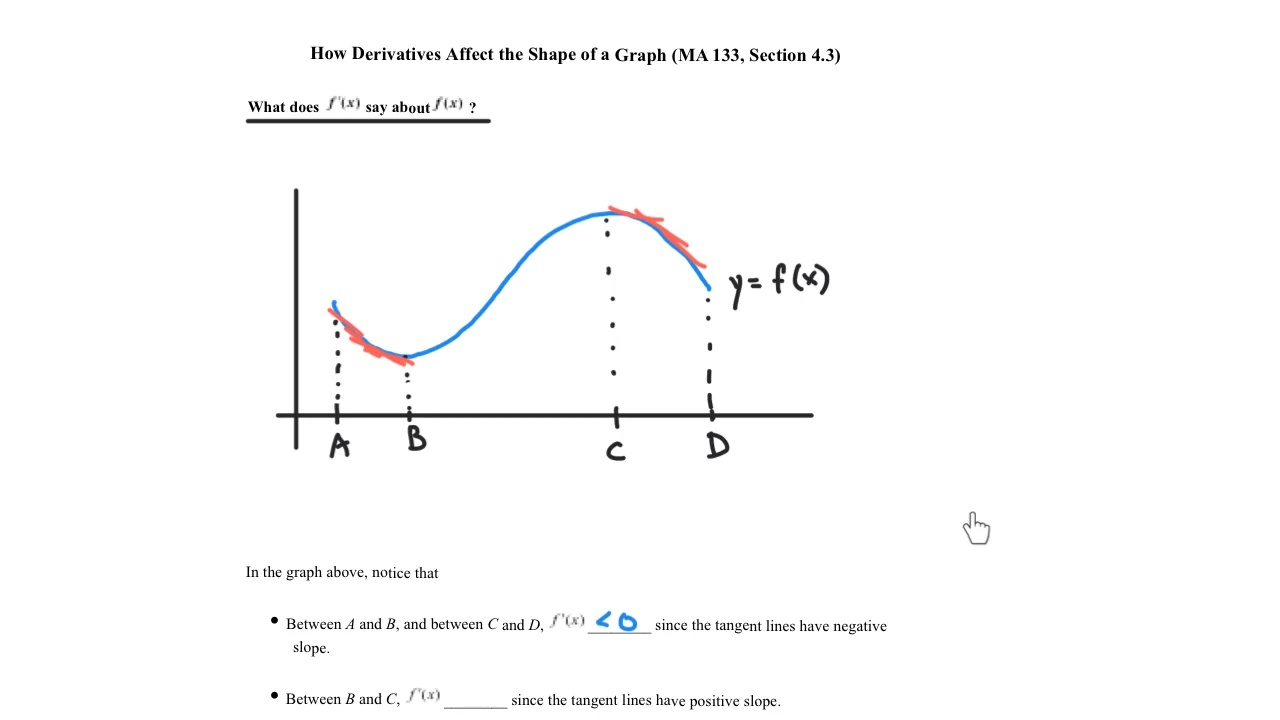 How Derivatives Affect the Shape of a Graph (MA 133, Section 4.3)
What does f'(x) say about f(x) ?
y = f(x)
A B C D
In the graph above, notice that
• Between A and B, and between C and D, f'(x) <0 since the tangent lines have negative
slope.
• Between B and C, f'(x) ______ since the tangent lines have positive slope.